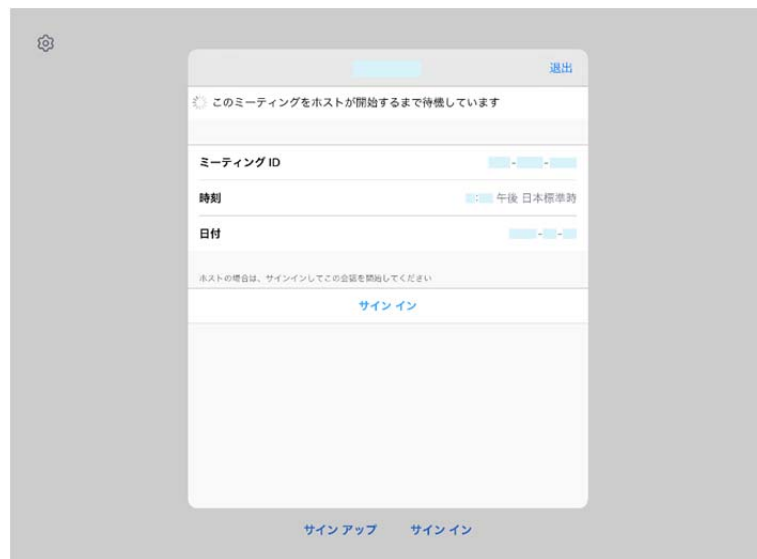 退出
このミーティングをホストが開始するまで待機しています
ミーティング ID
- -
時刻
: 午後 日本標準時
日付
- -
ホストの場合は、サインインしてこの会議を開始してください
サイン イン
サイン アップ サイン イン